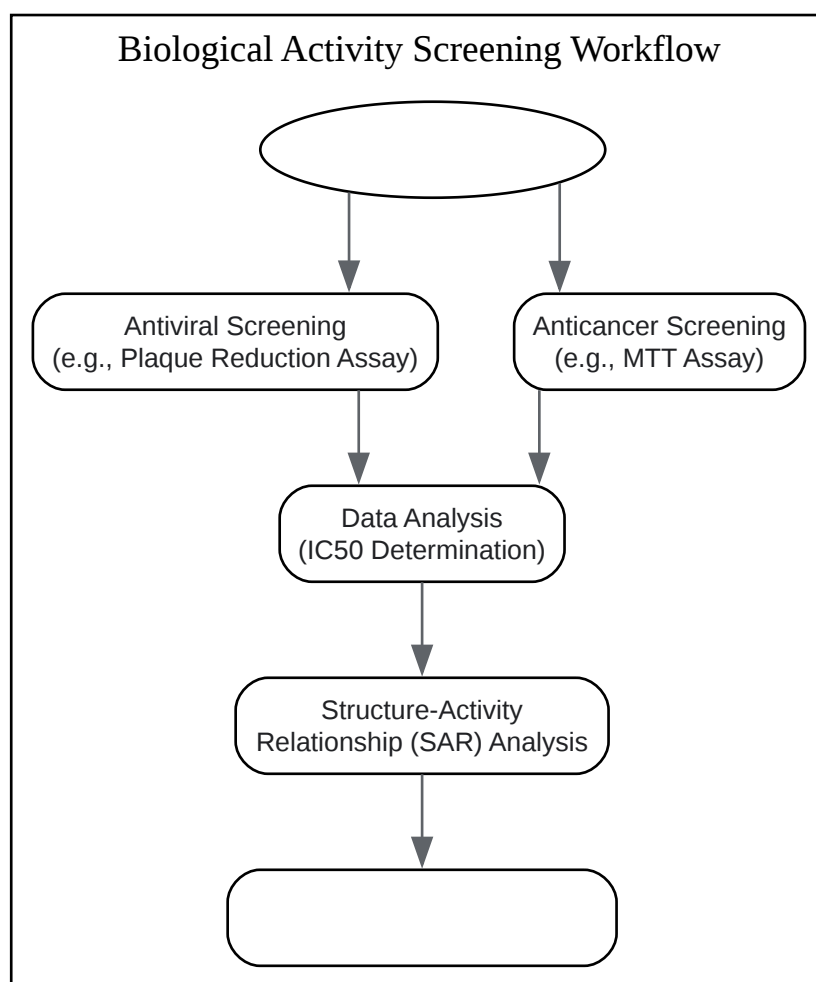 Biological Activity Screening Workflow
Antiviral Screening
(e.g., Plaque Reduction Assay)
Anticancer Screening
(e.g., MTT Assay)
Data Analysis
(IC50 Determination)
Structure-Activity
Relationship (SAR) Analysis